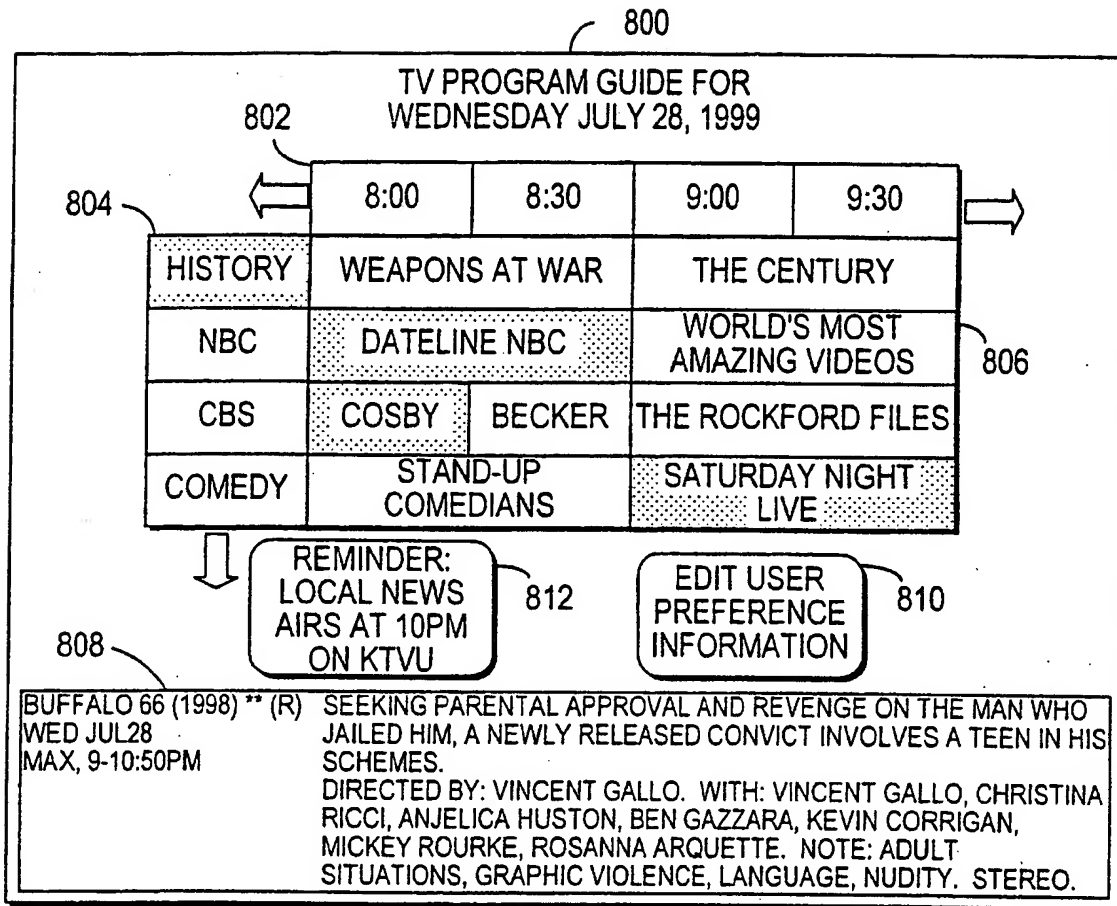 800
TV PROGRAM GUIDE FOR
WEDNESDAY JULY 28, 1999
802
8:00 8:30 9:00 9:30
804
HISTORY WEAPONS AT WAR THE CENTURY
NBC DATELINE NBC WORLD'S MOST
AMAZING VIDEOS
806
CBS COSBY BECKER THE ROCKFORD FILES
COMEDY STAND-UP
COMEDIANS
SATURDAY NIGHT
LIVE
REMINDER:
LOCAL NEWS
AIRS AT 10PM
ON KTVU
812
EDIT USER
PREFERENCE
INFORMATION
810
808
BUFFALO 66 (1998) ** (R)
WED JUL28
MAX, 9-10:50PM
SEEKING PARENTAL APPROVAL AND REVENGE ON THE MAN WHO
JAILED HIM, A NEWLY RELEASED CONVICT INVOLVES A TEEN IN HIS
SCHEMES.
DIRECTED BY: VINCENT GALLO. WITH: VINCENT GALLO, CHRISTINA
RICCI, ANJELICA HUSTON, BEN GAZZARA, KEVIN CORRIGAN,
MICKEY ROURKE, ROSANNA ARQUETTE. NOTE: ADULT
SITUATIONS, GRAPHIC VIOLENCE, LANGUAGE, NUDITY. STEREO.